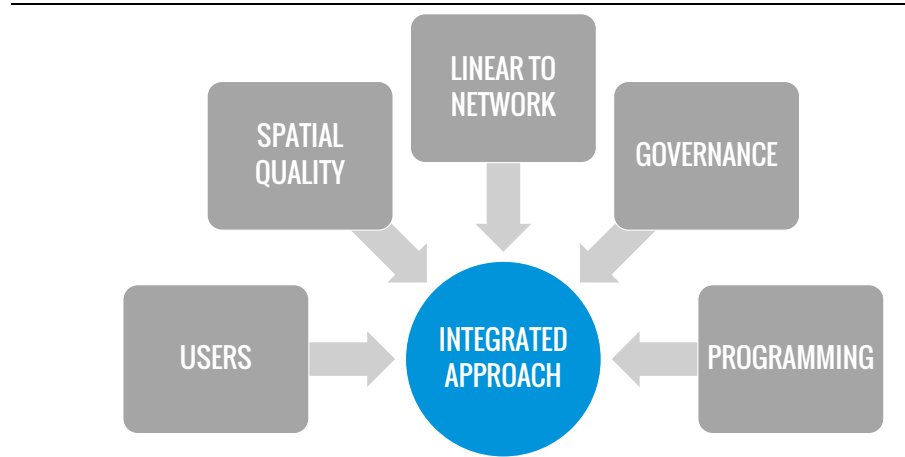 LINEAR TO
NETWORK
SPATIAL
QUALITY
GOVERNANCE
USERS
INTEGRATED
APPROACH
PROGRAMMING